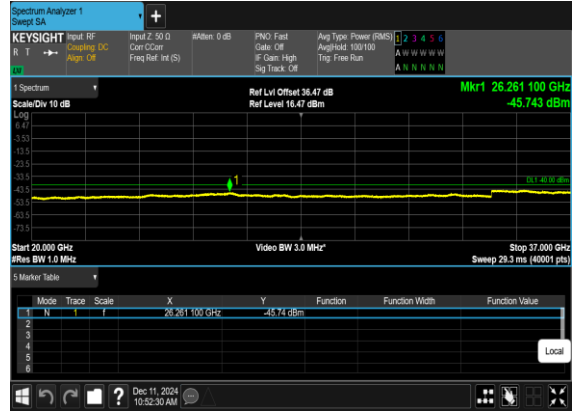 Spectrum Analyzer 1
Swept SA
+
KEYSIGHT Input: RF Input Z: 50 Ω #Atten: 0 dB PNO: Fast Avg Type: Power (RMS) 1 2 3 4 5 6
R T Coupling: DC Corr CCorr Gate: Off Avg|Hold: 100/100 A W W W W W
Align: Off Freq Ref: Int (S) IF Gain: High Trig: Free Run
Sig Track: Off A N N N N N
LW
1 Spectrum Ref Lvl Offset 36.47 dB Mkr1 26.261 100 GHz
Scale/Div 10 dB Ref Level 16.47 dBm -45.743 dBm
Log
6.47
-3.53
-13.5
-23.5
-33.5
-43.5
-53.5
-63.5
-73.5
1
DL1 -40.00 dBm
Start 20.000 GHz Video BW 3.0 MHz* Stop 37.000 GHz
#Res BW 1.0 MHz Sweep 29.3 ms (40001 pts)
5 Marker Table
Mode Trace Scale X Y Function Function Width Function Value
1 N 1 f 26.261 100 GHz -45.74 dBm
2
3
4
5
6
Local
? Dec 11, 2024
10:52:30 AM